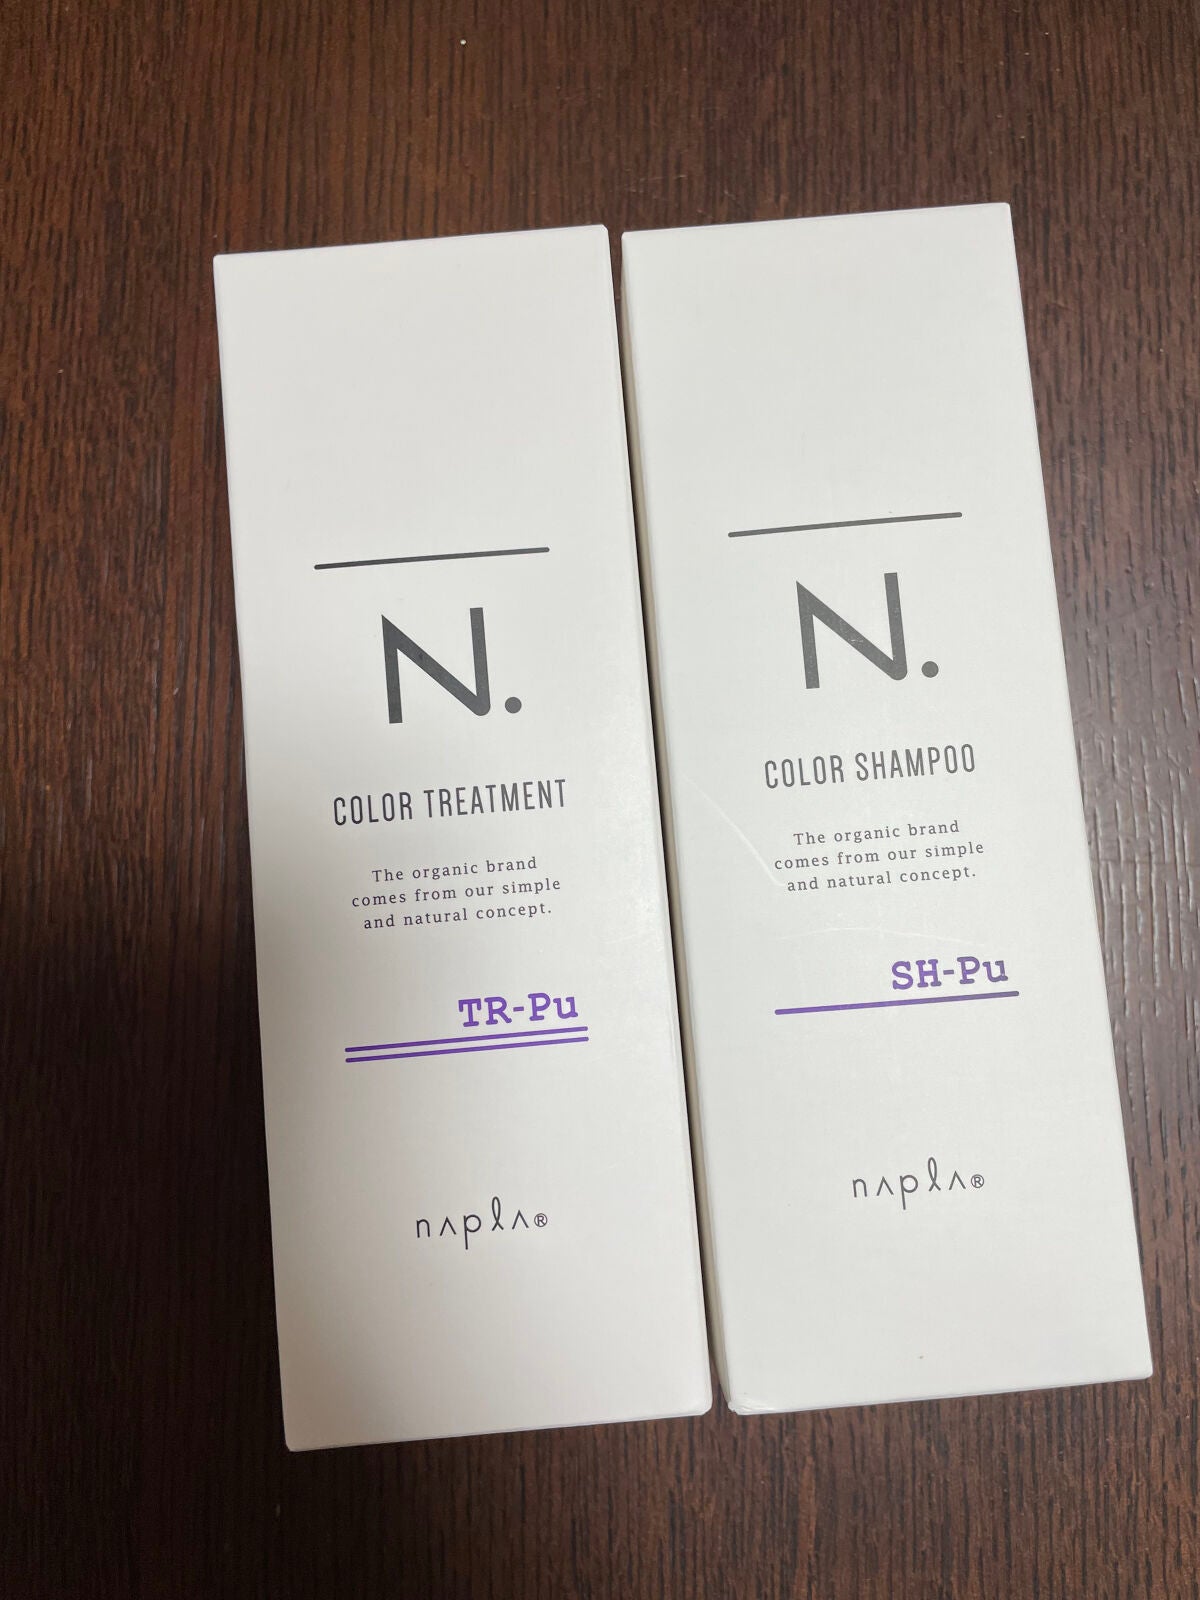 N.
COLOR TREATMENT
The organic brand
comes from our simple
and natural concept.
TR-Pu
napla®
N.
COLOR SHAMPOO
The organic brand
comes from our simple
and natural concept.
SH-Pu
napla®